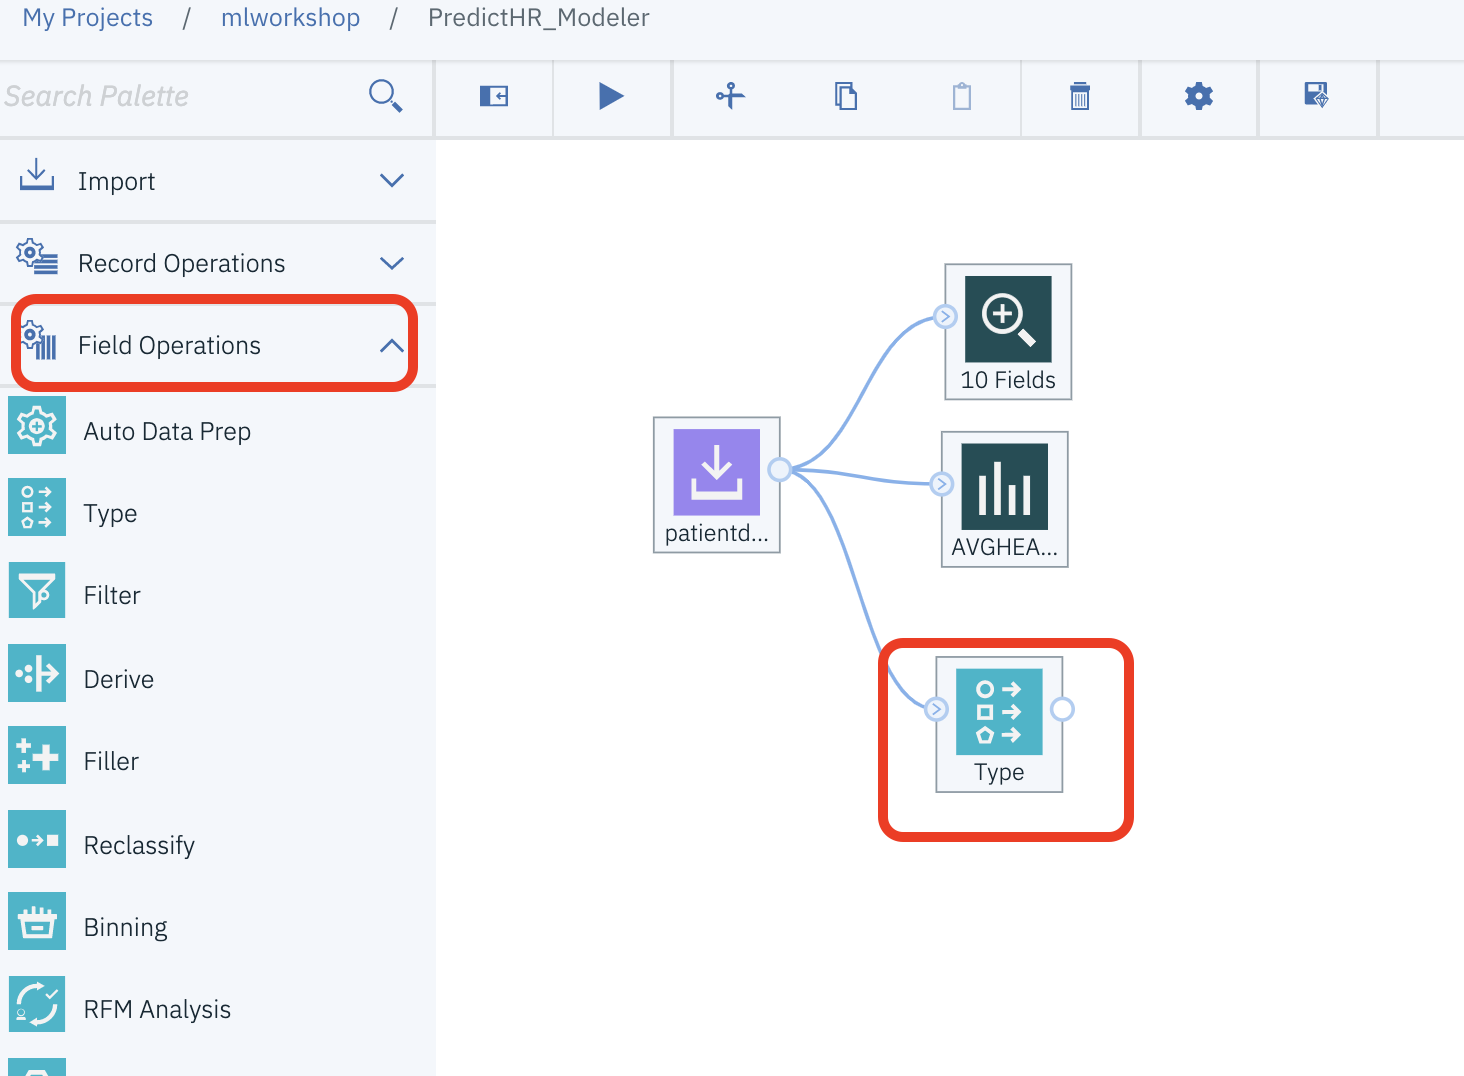 My Projects / mlworkshop / PredictHR_Modeler
Search Palette
Import
Record Operations
Field Operations
Auto Data Prep
Type
Filter
Derive
Filler
Reclassify
Binning
RFM Analysis
10 Fields
patientd...
AVGHEA...
Type